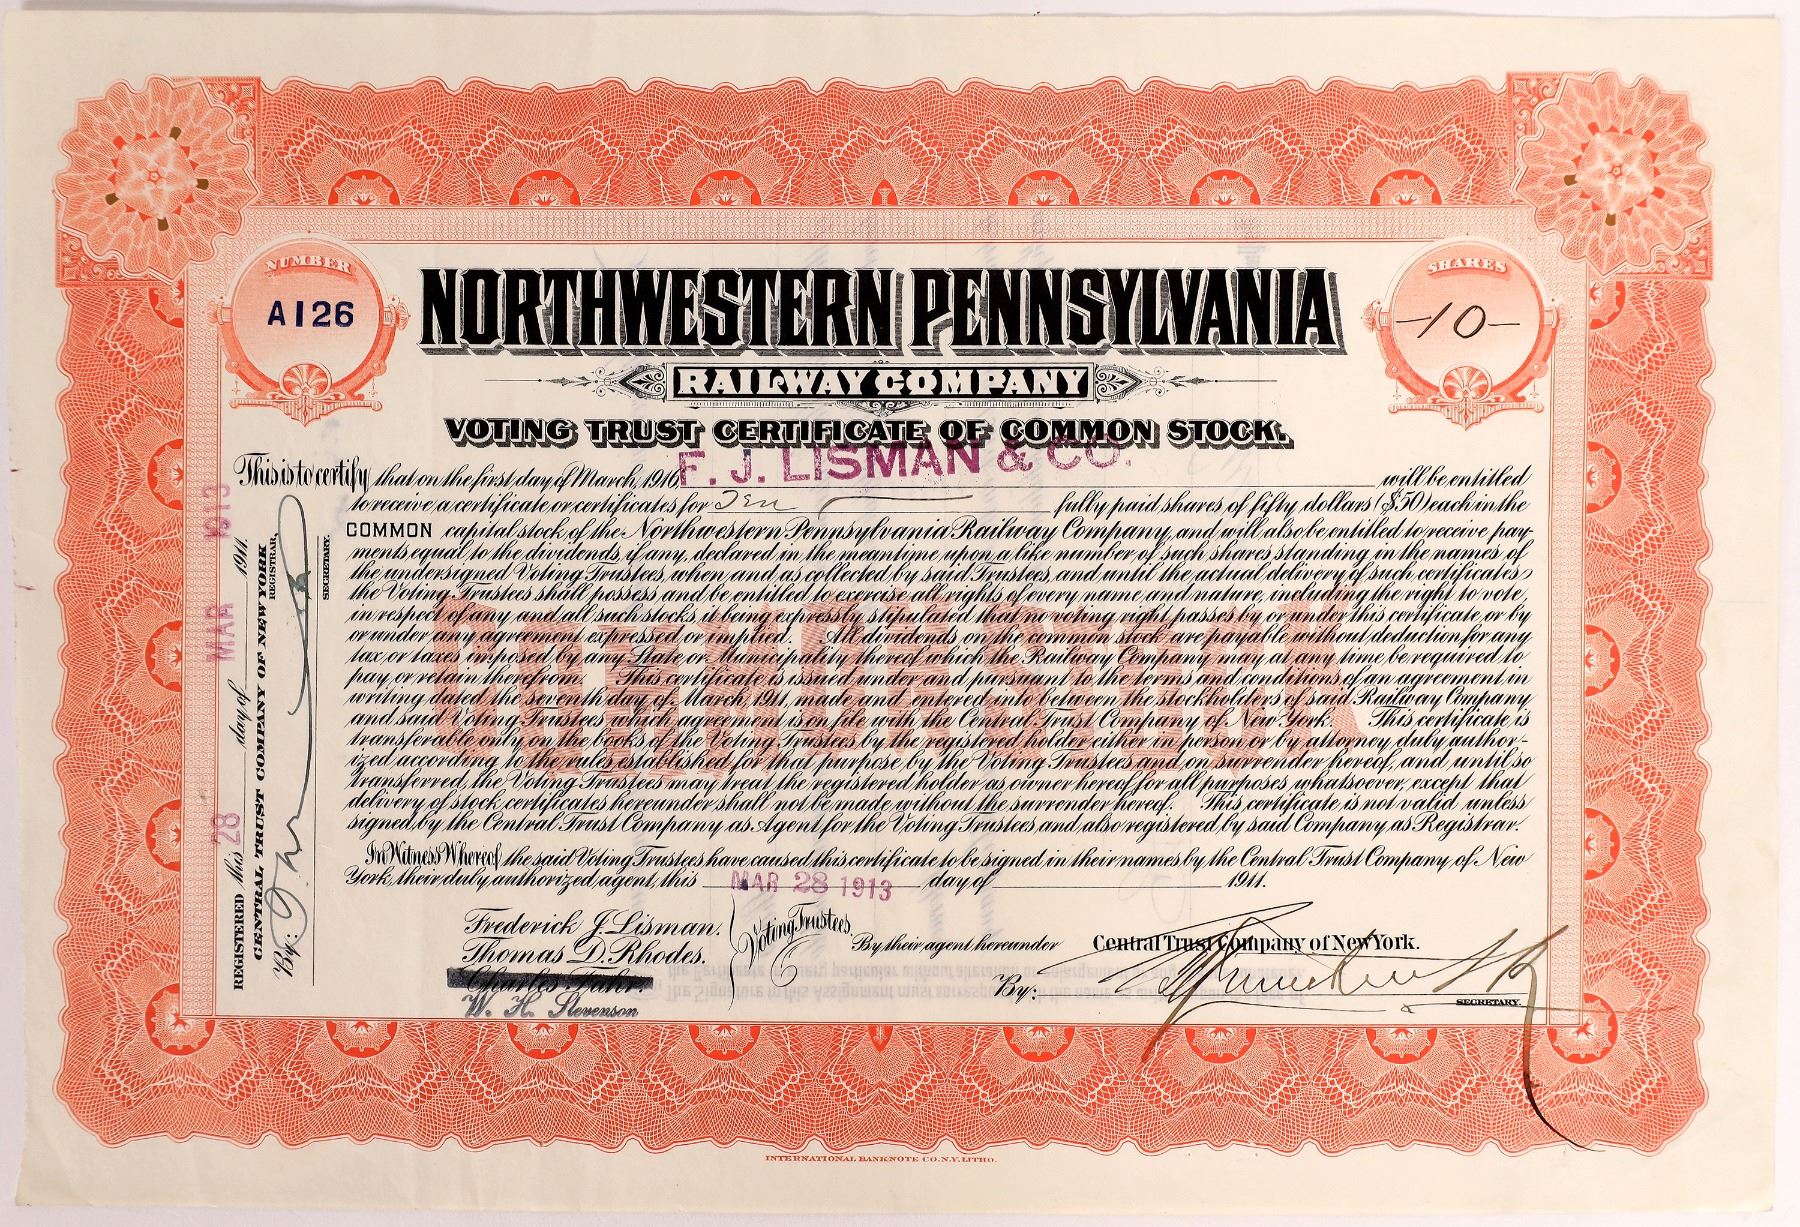 NUMBER
A126
SHARES
-10-
NORTHWESTERN PENNSYLVANIA
RAILWAY COMPANY
VOTING TRUST CERTIFICATE OF COMMON STOCK.
This is to certify that on the first day of March, 1916, F. J. LISMAN & CO. will be entitled
to receive a certificate or certificates for Ten fully paid shares of fifty dollars ($50) each in the
COMMON capital stock of the Northwestern Pennsylvania Railway Company, and will also be entitled to receive pay-
ments equal to the dividends, if any, declared in the meantime upon a like number of such shares standing in the names of
the undersigned Voting Trustees, when and as collected by said Trustees, and until the actual delivery of such certificates
the Voting Trustees shall possess and be entitled to exercise all rights of every name and nature, including the right to vote,
in respect of any and all such stocks, it being expressly stipulated that no voting right passes by or under this certificate or by
or under any agreement expressed or implied. All dividends on the common stock are payable without deduction for any
tax or taxes imposed by any State or Municipality thereof which the Railway Company may at any time be required to
pay or retain therefrom. This certificate is issued under and pursuant to the terms and conditions of an agreement in
writing dated the seventh day of March, 1911, made and entered into between the stockholders of said Railway Company
and said Voting Trustees which agreement is on file with the Central Trust Company of New York. This certificate is
transferable only on the books of the Voting Trustees by the registered holder either in person or by attorney duly author-
ized according to the rules established for that purpose by the Voting Trustees and on surrender hereof, and until so
transferred, the Voting Trustees may treat the registered holder as owner hereof for all purposes whatsoever, except that
delivery of stock certificates hereunder shall not be made without the surrender hereof. This certificate is not valid unless
signed by the Central Trust Company as Agent for the Voting Trustees and also registered by said Company as Registrar.
In Witness Whereof the said Voting Trustees have caused this certificate to be signed in their names by the Central Trust Company of New
York, their duly authorized agent, this MAR 28 1913 day of 1911.
Frederick J. Lisman.
Thomas D. Rhodes.
Charles Fahr.
W. H. Stevenson
Voting Trustees
By their agent hereunder
Central Trust Company of New York.
By:
SECRETARY.
REGISTERED this 28 day of MAR 1913 1911.
CENTRAL TRUST COMPANY OF NEW YORK
REGISTRAR,
By:
SECRETARY.
INTERNATIONAL BANKNOTE CO. N.Y. LITHO.